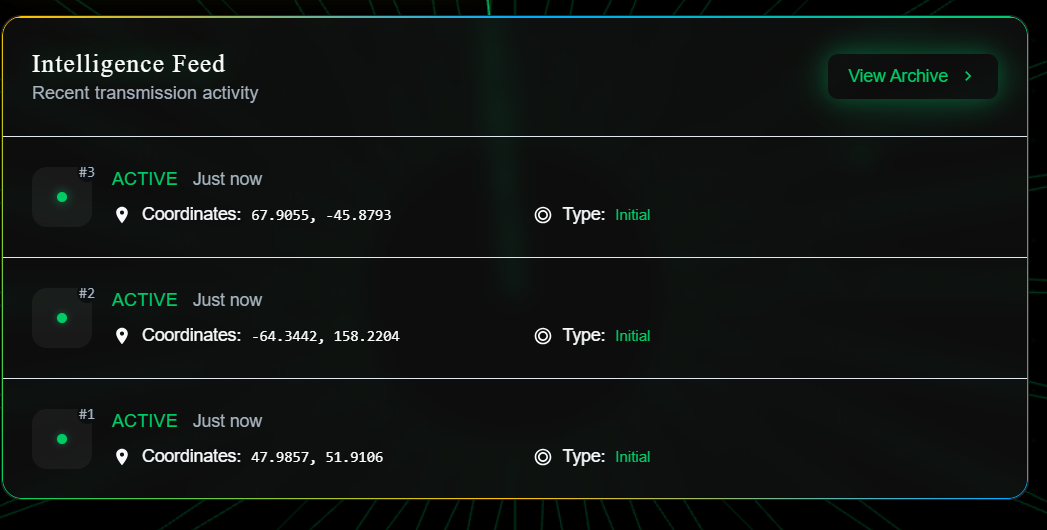 Intelligence Feed
Recent transmission activity
View Archive
#3
ACTIVE Just now
Coordinates: 67.9055, -45.8793
Type: Initial
#2
ACTIVE Just now
Coordinates: -64.3442, 158.2204
Type: Initial
#1
ACTIVE Just now
Coordinates: 47.9857, 51.9106
Type: Initial